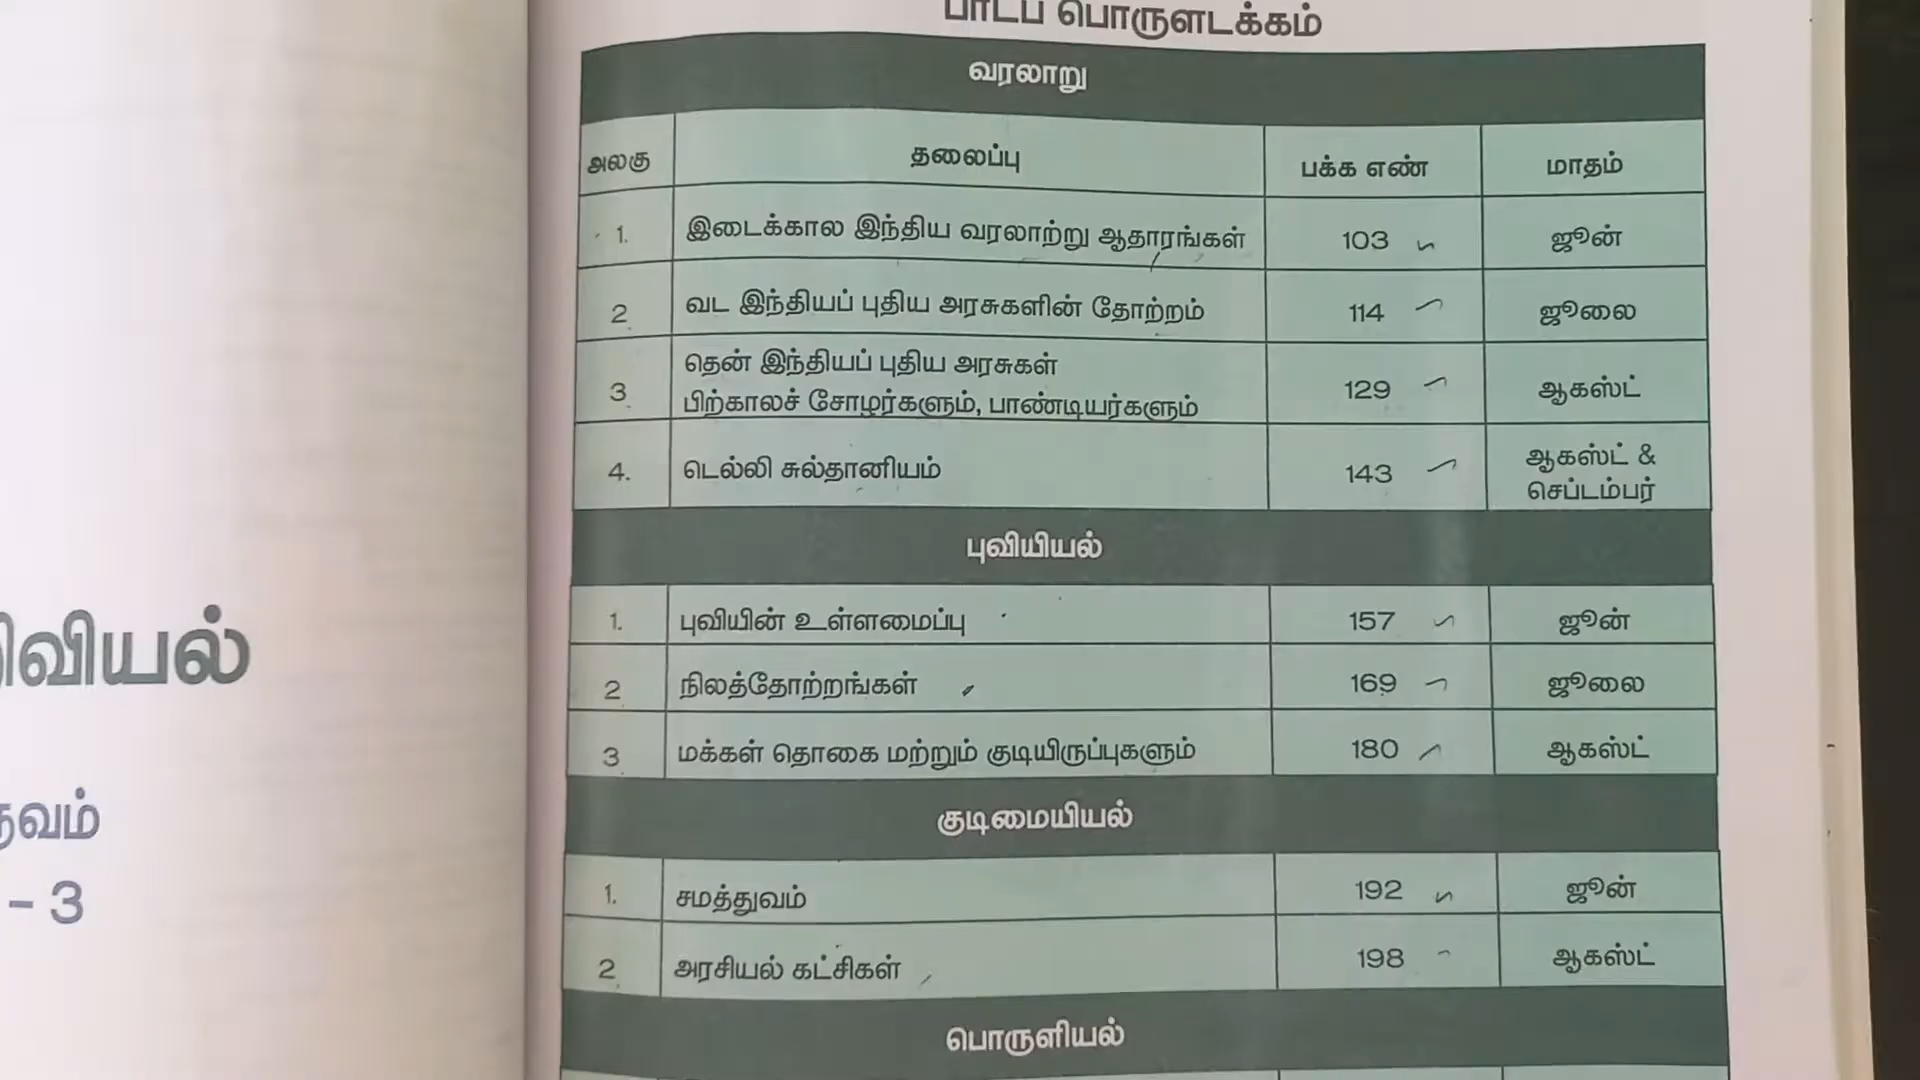 பாடப் பொருளடக்கம்
வரலாறு
அலகு தலைப்பு பக்க எண் மாதம்
1. இடைக்கால இந்திய வரலாற்று ஆதாரங்கள் 103 ஜூன்
2 வட இந்தியப் புதிய அரசுகளின் தோற்றம் 114 ஜூலை
3 தென் இந்தியப் புதிய அரசுகள்
பிற்காலச் சோழர்களும், பாண்டியர்களும் 129 ஆகஸ்ட்
4. டெல்லி சுல்தானியம் 143 ஆகஸ்ட் &
செப்டம்பர்
புவியியல்
1. புவியின் உள்ளமைப்பு 157 ஜூன்
2 நிலத்தோற்றங்கள் 169 ஜூலை
3 மக்கள் தொகை மற்றும் குடியிருப்புகளும் 180 ஆகஸ்ட்
குடிமையியல்
1. சமத்துவம் 192 ஜூன்
2 அரசியல் கட்சிகள் 198 ஆகஸ்ட்
பொருளியல்
- 3